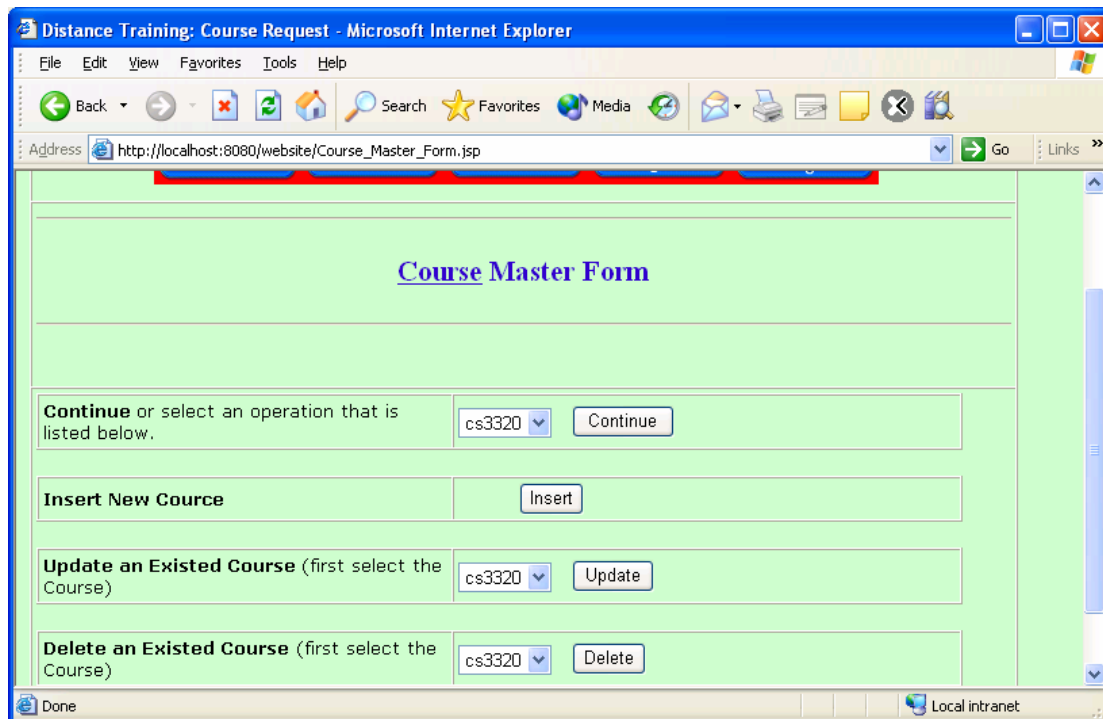 Distance Training: Course Request - Microsoft Internet Explorer
File Edit View Favorites Tools Help
Back Search Favorites Media
Address http://localhost:8080/website/Course_Master_Form.jsp Go Links »
Course Master Form
Continue or select an operation that is
listed below.
cs3320 Continue
Insert New Cource
Insert
Update an Existed Course (first select the
Course)
cs3320 Update
Delete an Existed Course (first select the
Course)
cs3320 Delete
Done Local intranet